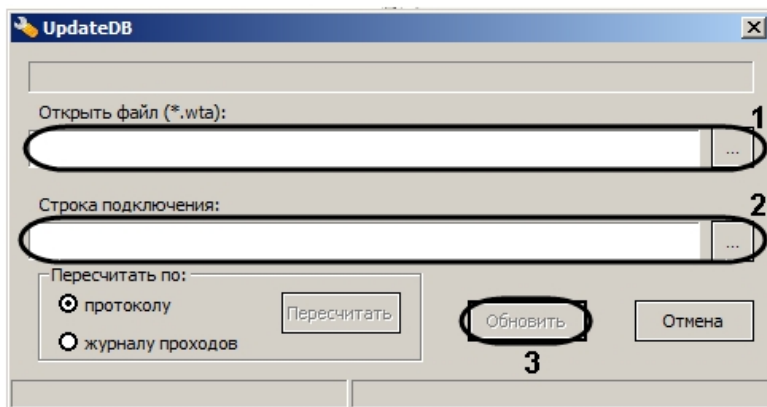 UpdateDB
Открыть файл (*.wta):
1
...
Строка подключения:
2
...
Пересчитать по:
протоколу
Пересчитать
журналу проходов
Обновить
Отмена
3